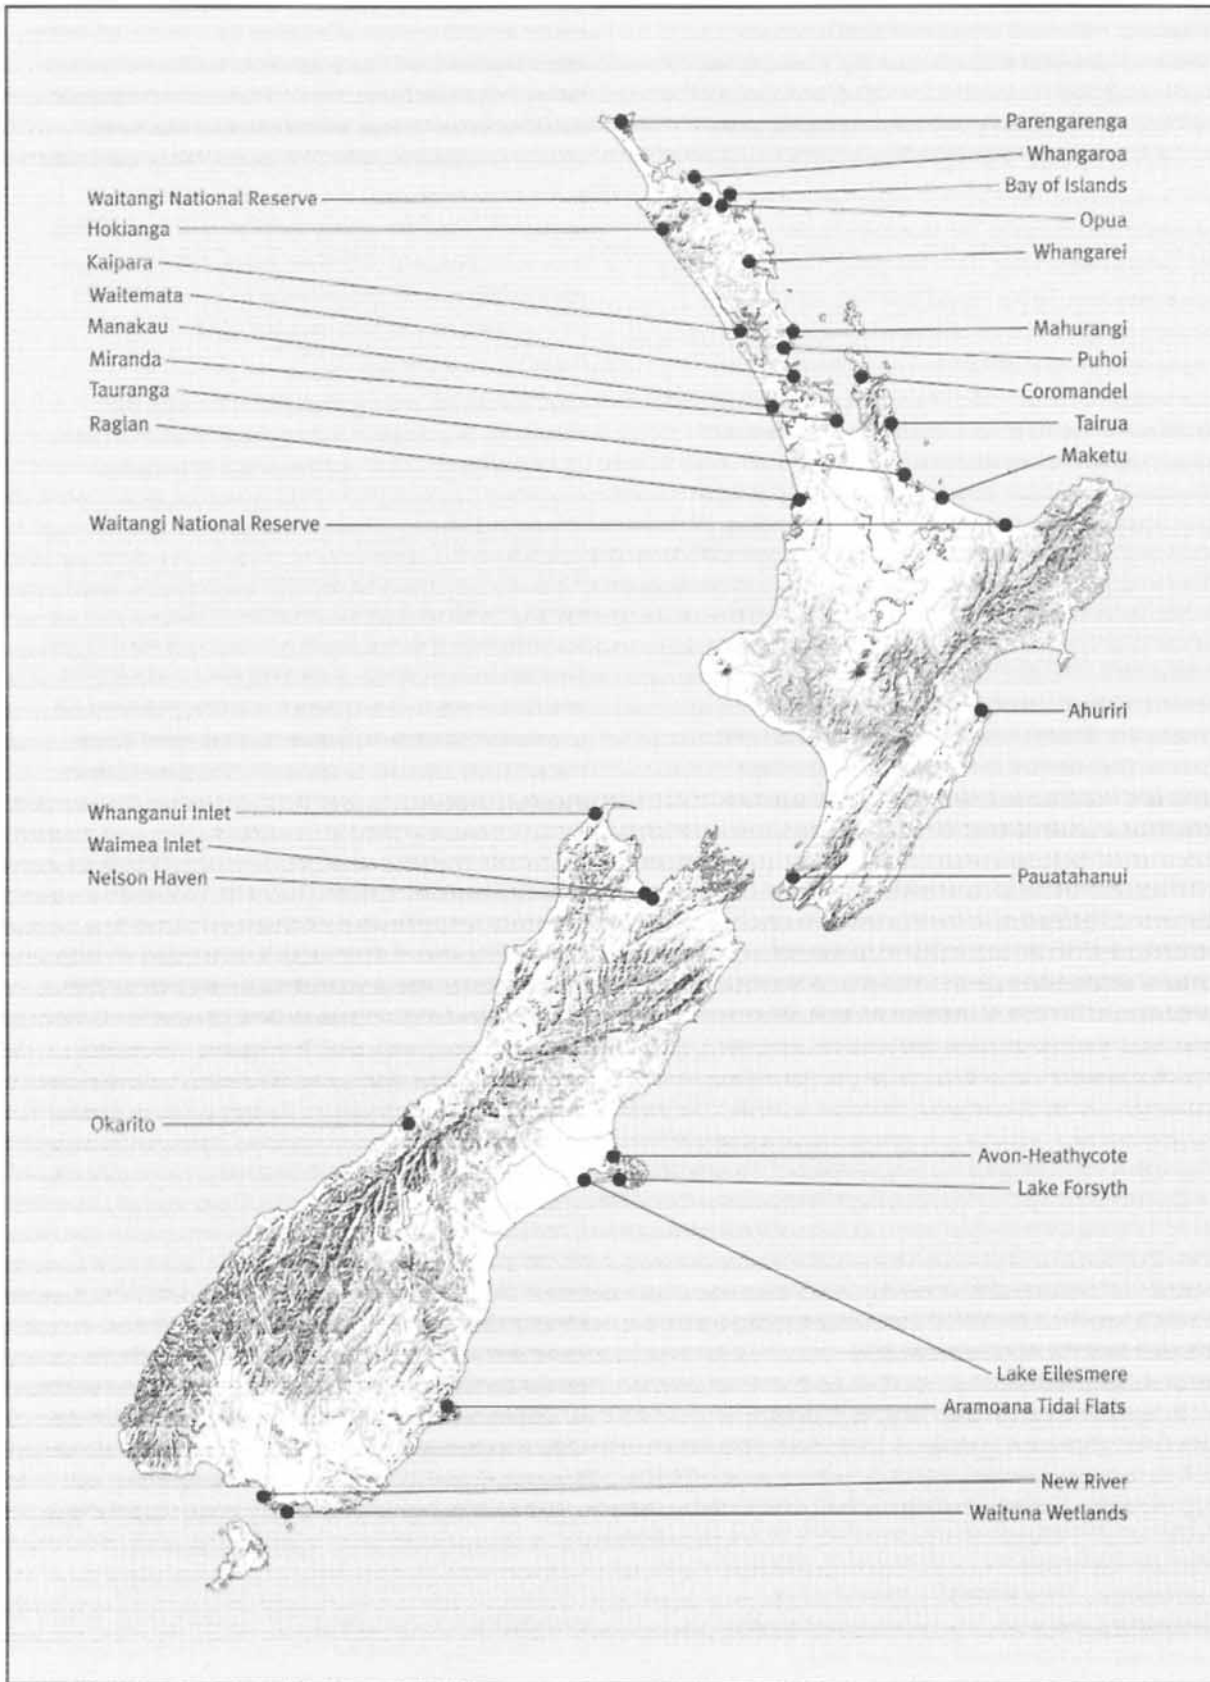 Parengarenga
Whangaroa
Bay of Islands
Opua
Whangarei
Waitangi National Reserve
Hokianga
Kaipara
Waitemata
Manakau
Miranda
Tauranga
Raglan
Waitangi National Reserve
Mahurangi
Puhoi
Coromandel
Tairua
Maketu
Ahuriri
Whanganui Inlet
Waimea Inlet
Nelson Haven
Pauatahanui
Okarito
Avon-Heathycote
Lake Forsyth
Lake Ellesmere
Aramoana Tidal Flats
New River
Waituna Wetlands